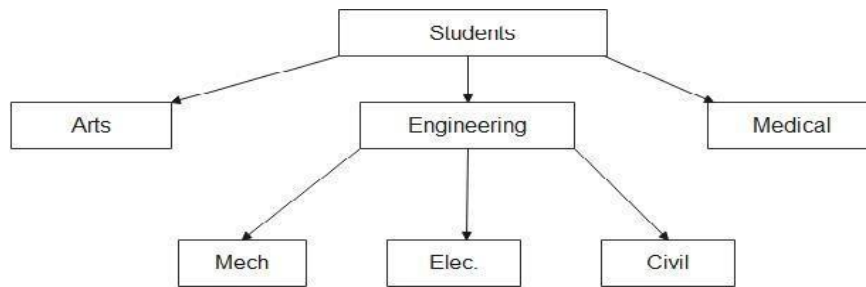 Students
Arts
Engineering
Medical
Mech
Elec.
Civil